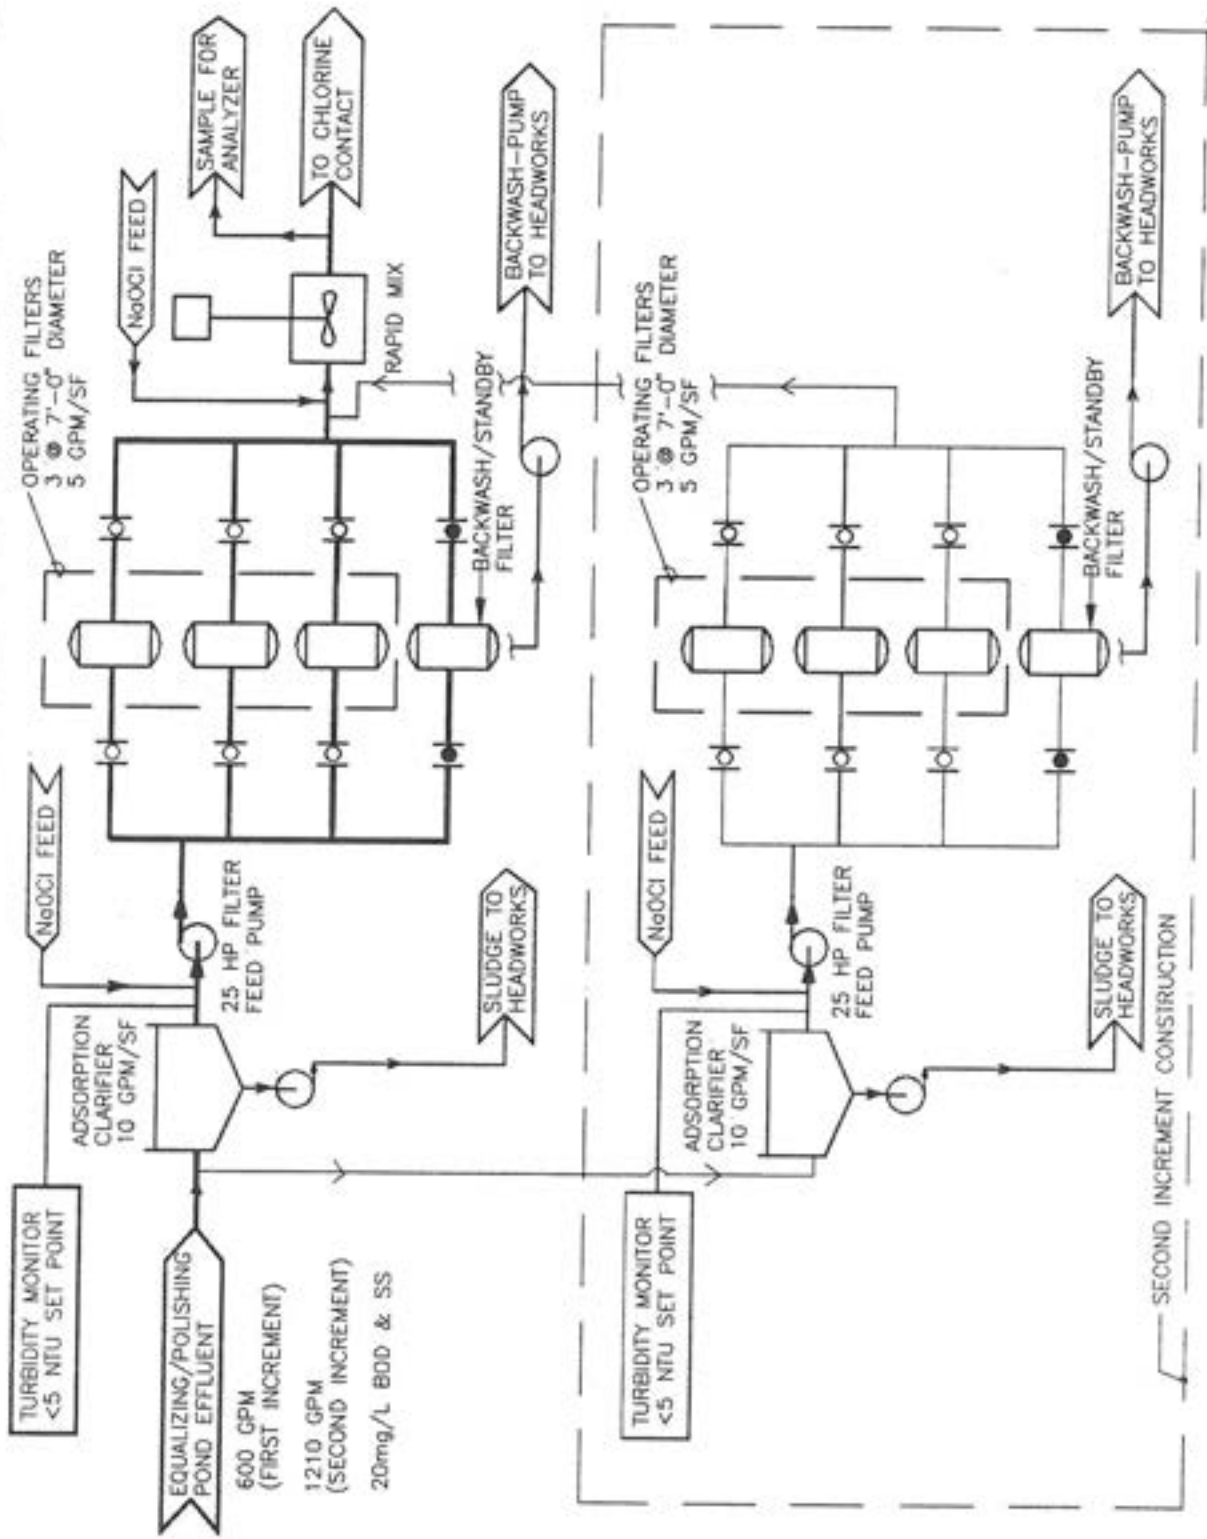 TURBIDITY MONITOR
<5 NTU SET POINT
EQUALIZING/POLISHING
POND EFFLUENT
600 GPM
(FIRST INCREMENT)
1210 GPM
(SECOND INCREMENT)
20mg/L BOD & SS
ADSORPTION
CLARIFIER
10 GPM/SF
NaOCl FEED
25 HP FILTER
FEED PUMP
SLUDGE TO
HEADWORKS
OPERATING FILTERS
3 @ 7'-0" DIAMETER
5 GPM/SF
BACKWASH/STANDBY
FILTER
NaOCl FEED
RAPID MIX
SAMPLE FOR
ANALYZER
TO CHLORINE
CONTACT
BACKWASH-PUMP
TO HEADWORKS
TURBIDITY MONITOR
<5 NTU SET POINT
ADSORPTION
CLARIFIER
10 GPM/SF
NaOCl FEED
25 HP FILTER
FEED PUMP
SLUDGE TO
HEADWORKS
OPERATING FILTERS
3 @ 7'-0" DIAMETER
5 GPM/SF
BACKWASH/STANDBY
FILTER
BACKWASH-PUMP
TO HEADWORKS
SECOND INCREMENT CONSTRUCTION